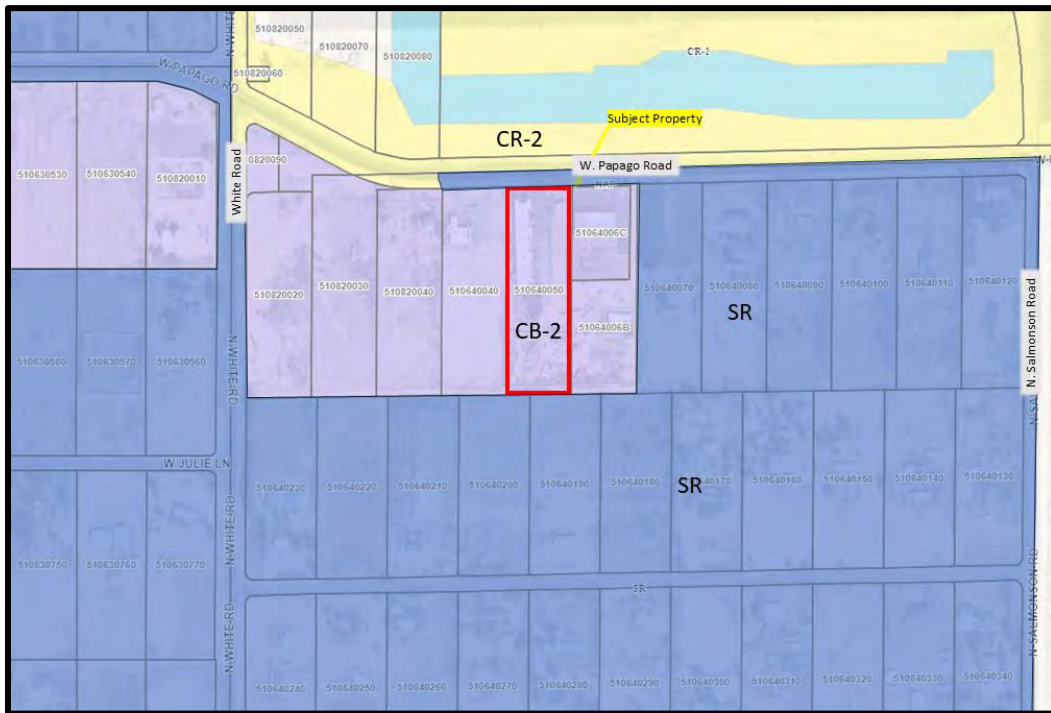 510820050
510820070
510820080
CR-2
N-WHITE
510820060
W PAPAGO RD
CR-2
Subject Property
W. Papago Road
510630530
510630540
510820010
White Road
0820090
51064006C
510820020
510820030
510820040
510640040
510640050
51064006B
510640070
510640080
510640090
510640100
510640110
510640120
CB-2
SR
N. Salmonson Road
510630580
510630570
510630560
N-WHITE-RD
W JULIE LN
510640230
510640220
510640210
510640200
510640190
510640180
510640170
510640160
510640150
510640140
510640130
SR
N-WHITE-RD
510630750
510630760
510630770
SR
N-SALMONSON-RD
N-WHITE-RD
510640240
510640250
510640260
510640270
510640280
510640290
510640300
510640310
510640320
510640330
510640340